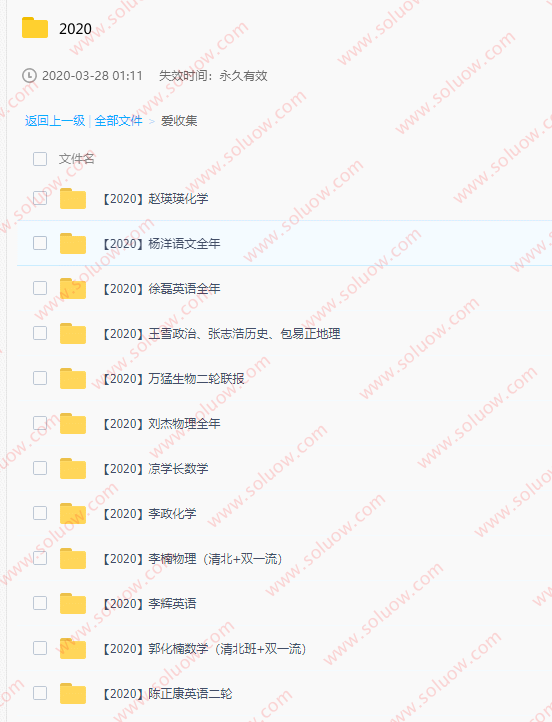 2020
2020-03-28 01:11 失效时间：永久有效
返回上一级 | 全部文件 > 爱收集
文件名
【2020】赵瑛瑛化学
【2020】杨洋语文全年
【2020】徐磊英语全年
【2020】王雪政治、张志浩历史、包易正地理
【2020】万猛生物二轮联报
【2020】刘杰物理全年
【2020】凉学长数学
【2020】李政化学
【2020】李楠物理（清北+双一流）
【2020】李辉英语
【2020】郭化楠数学（清北班+双一流）
【2020】陈正康英语二轮
www.soluow.com